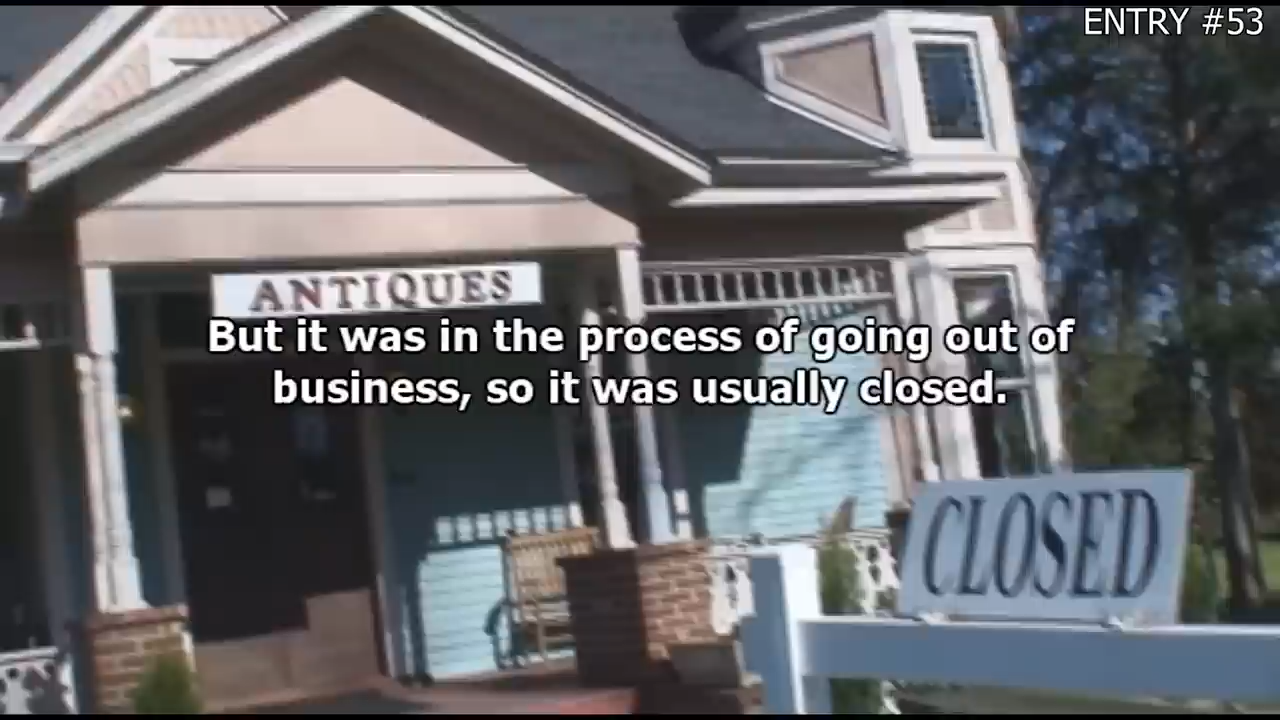 ENTRY #53
ANTIQUES
But it was in the process of going out of
business, so it was usually closed.
CLOSED